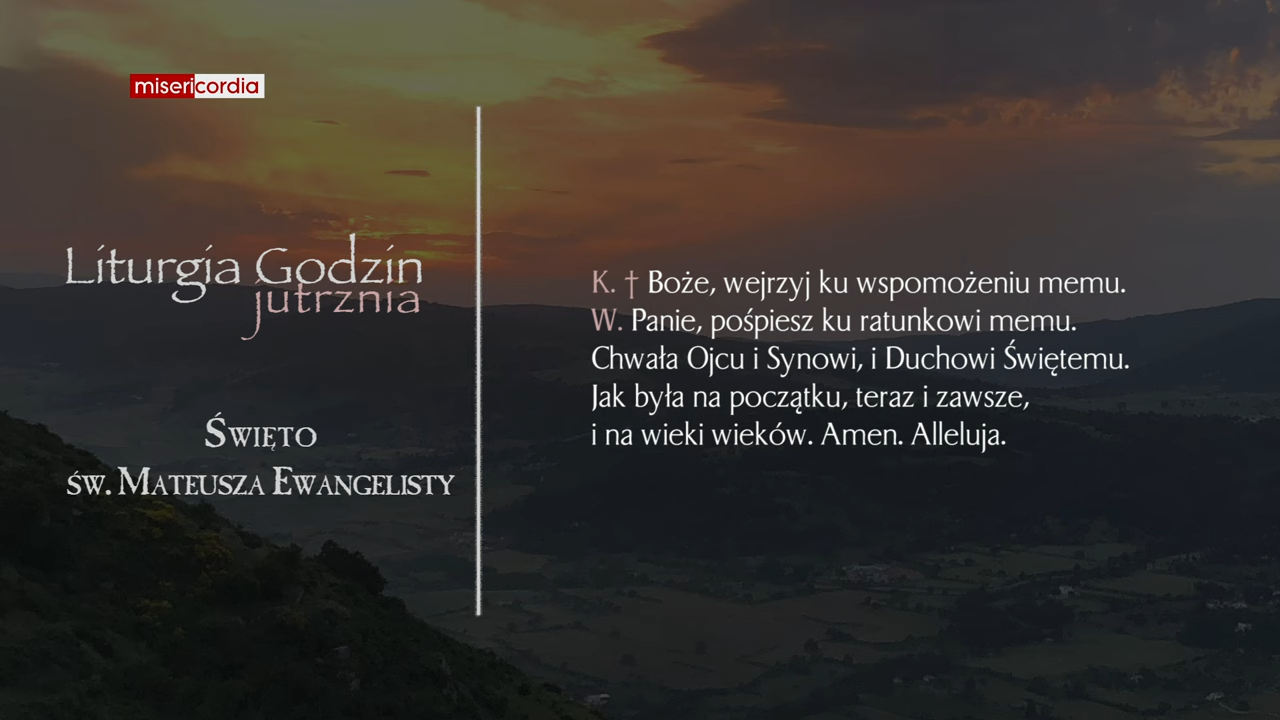 misericordia
Liturgia Godzin
jutrznia
Święto
św. Mateusza Ewangelisty
K. † Boże, wejrzyj ku wspomożeniu memu.
W. Panie, pośpiesz ku ratunkowi memu.
Chwała Ojcu i Synowi, i Duchowi Świętemu.
Jak była na początku, teraz i zawsze,
i na wieki wieków. Amen. Alleluja.